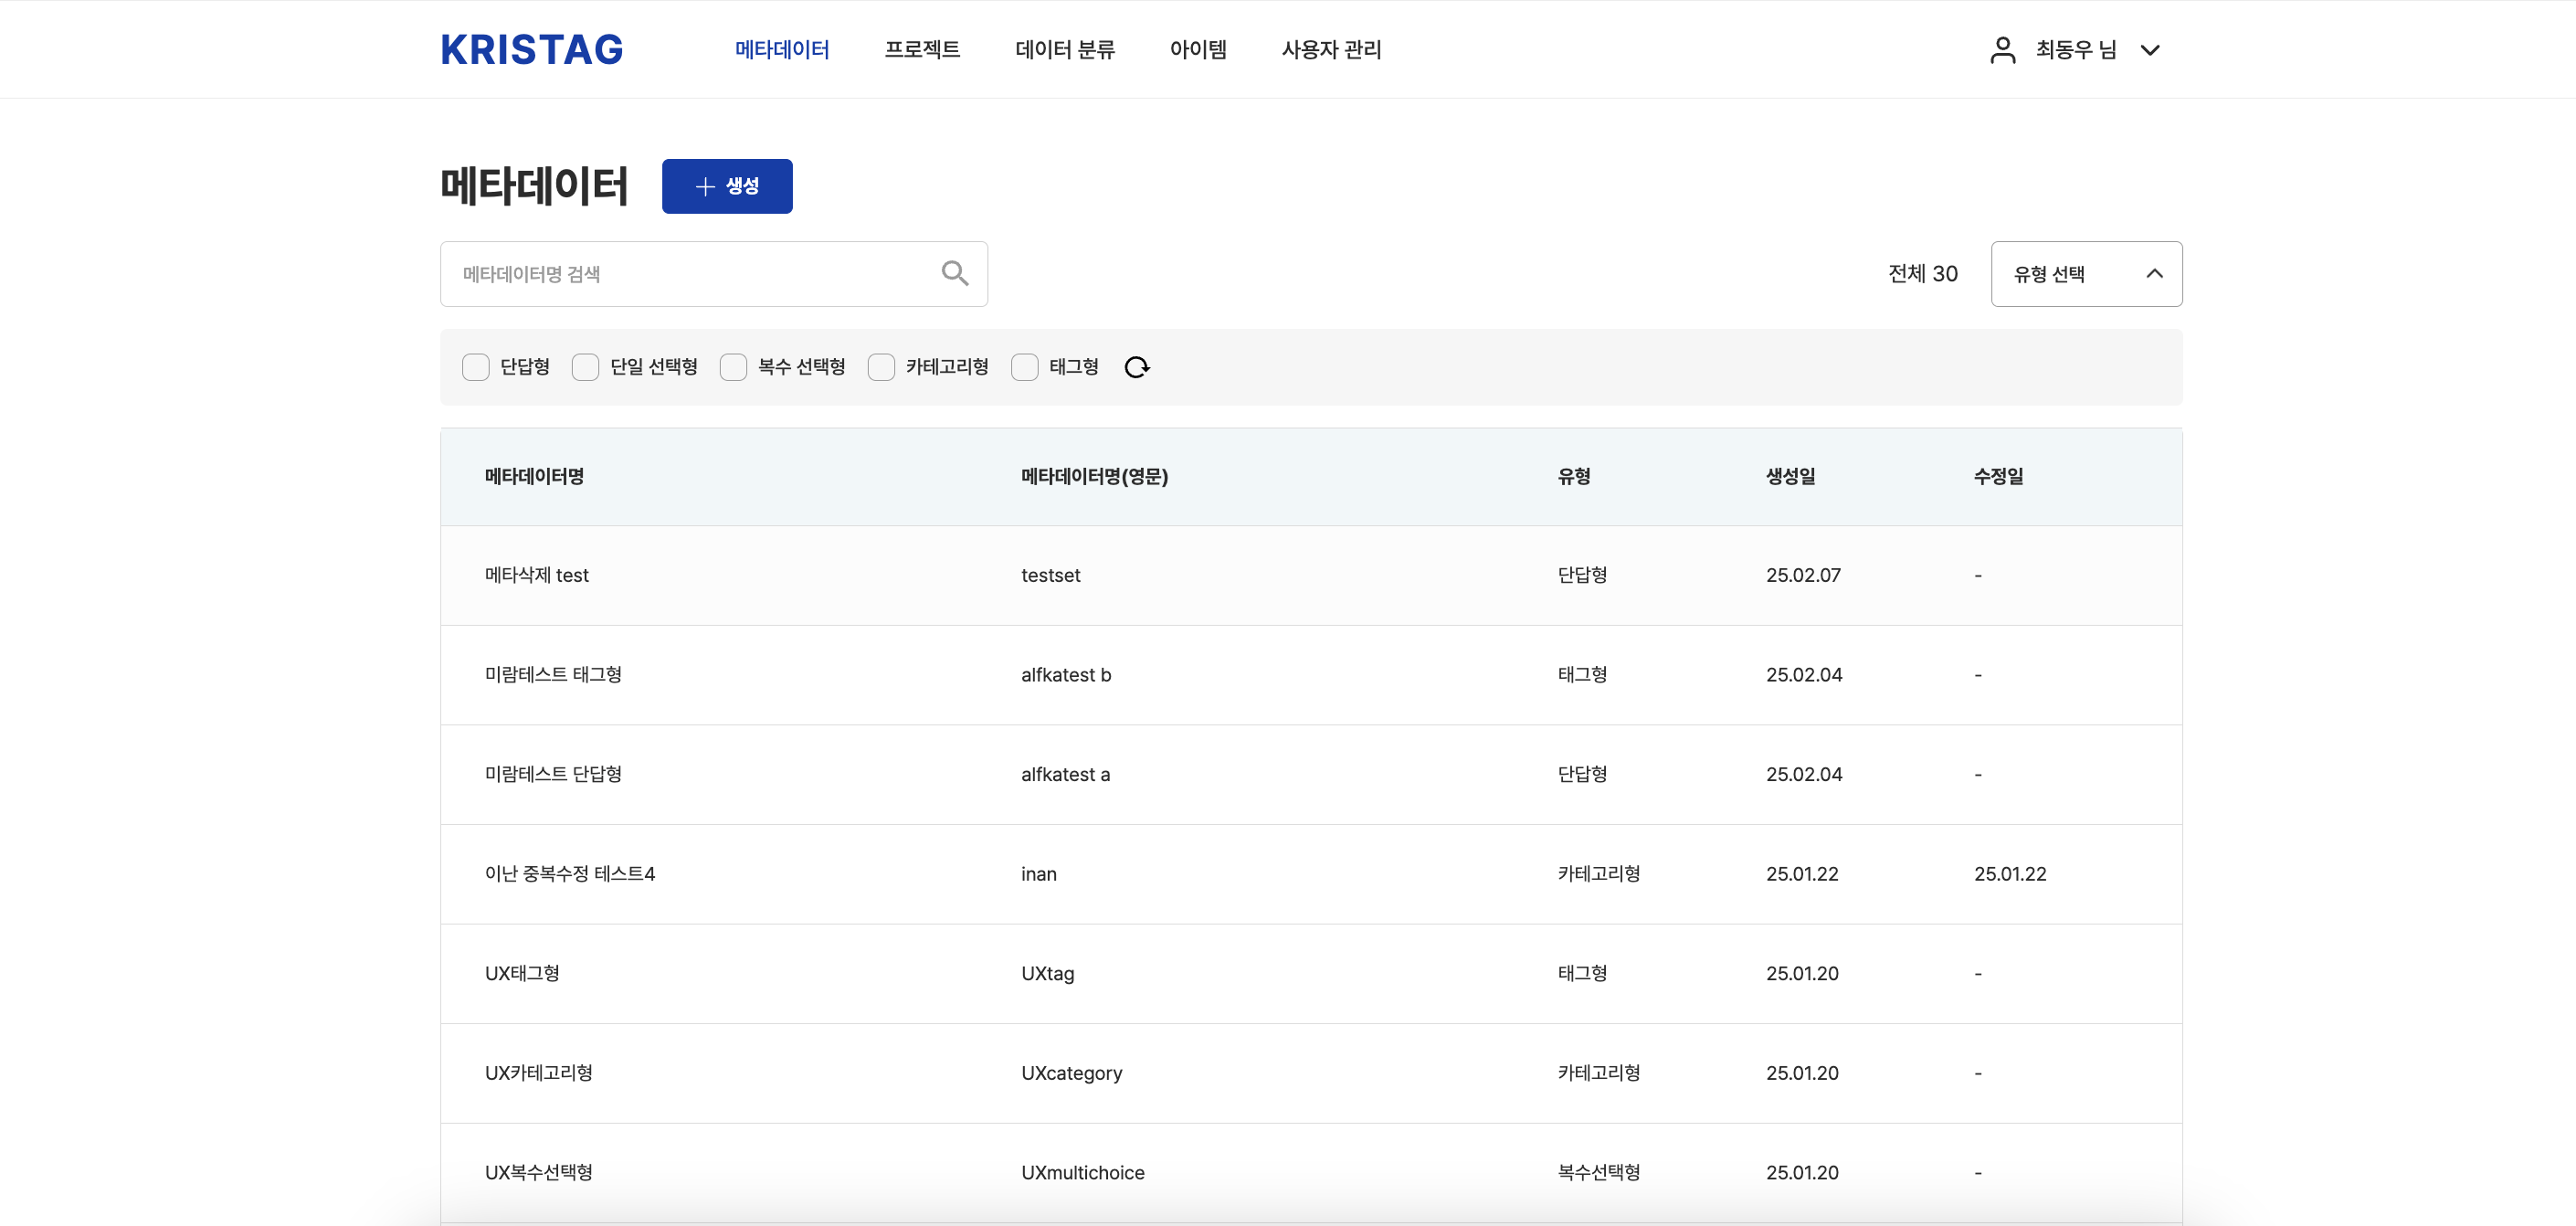 KRISTAG 메타데이터 프로젝트 데이터 분류 아이템 사용자 관리 최동우 님
메타데이터 + 생성
메타데이터명 검색 전체 30 유형 선택
단답형 단일 선택형 복수 선택형 카테고리형 태그형
메타데이터명 메타데이터명(영문) 유형 생성일 수정일
메타삭제 test testset 단답형 25.02.07 -
미람테스트 태그형 alfkatest b 태그형 25.02.04 -
미람테스트 단답형 alfkatest a 단답형 25.02.04 -
이난 중복수정 테스트4 inan 카테고리형 25.01.22 25.01.22
UX태그형 UXtag 태그형 25.01.20 -
UX카테고리형 UXcategory 카테고리형 25.01.20 -
UX복수선택형 UXmultichoice 복수선택형 25.01.20 -